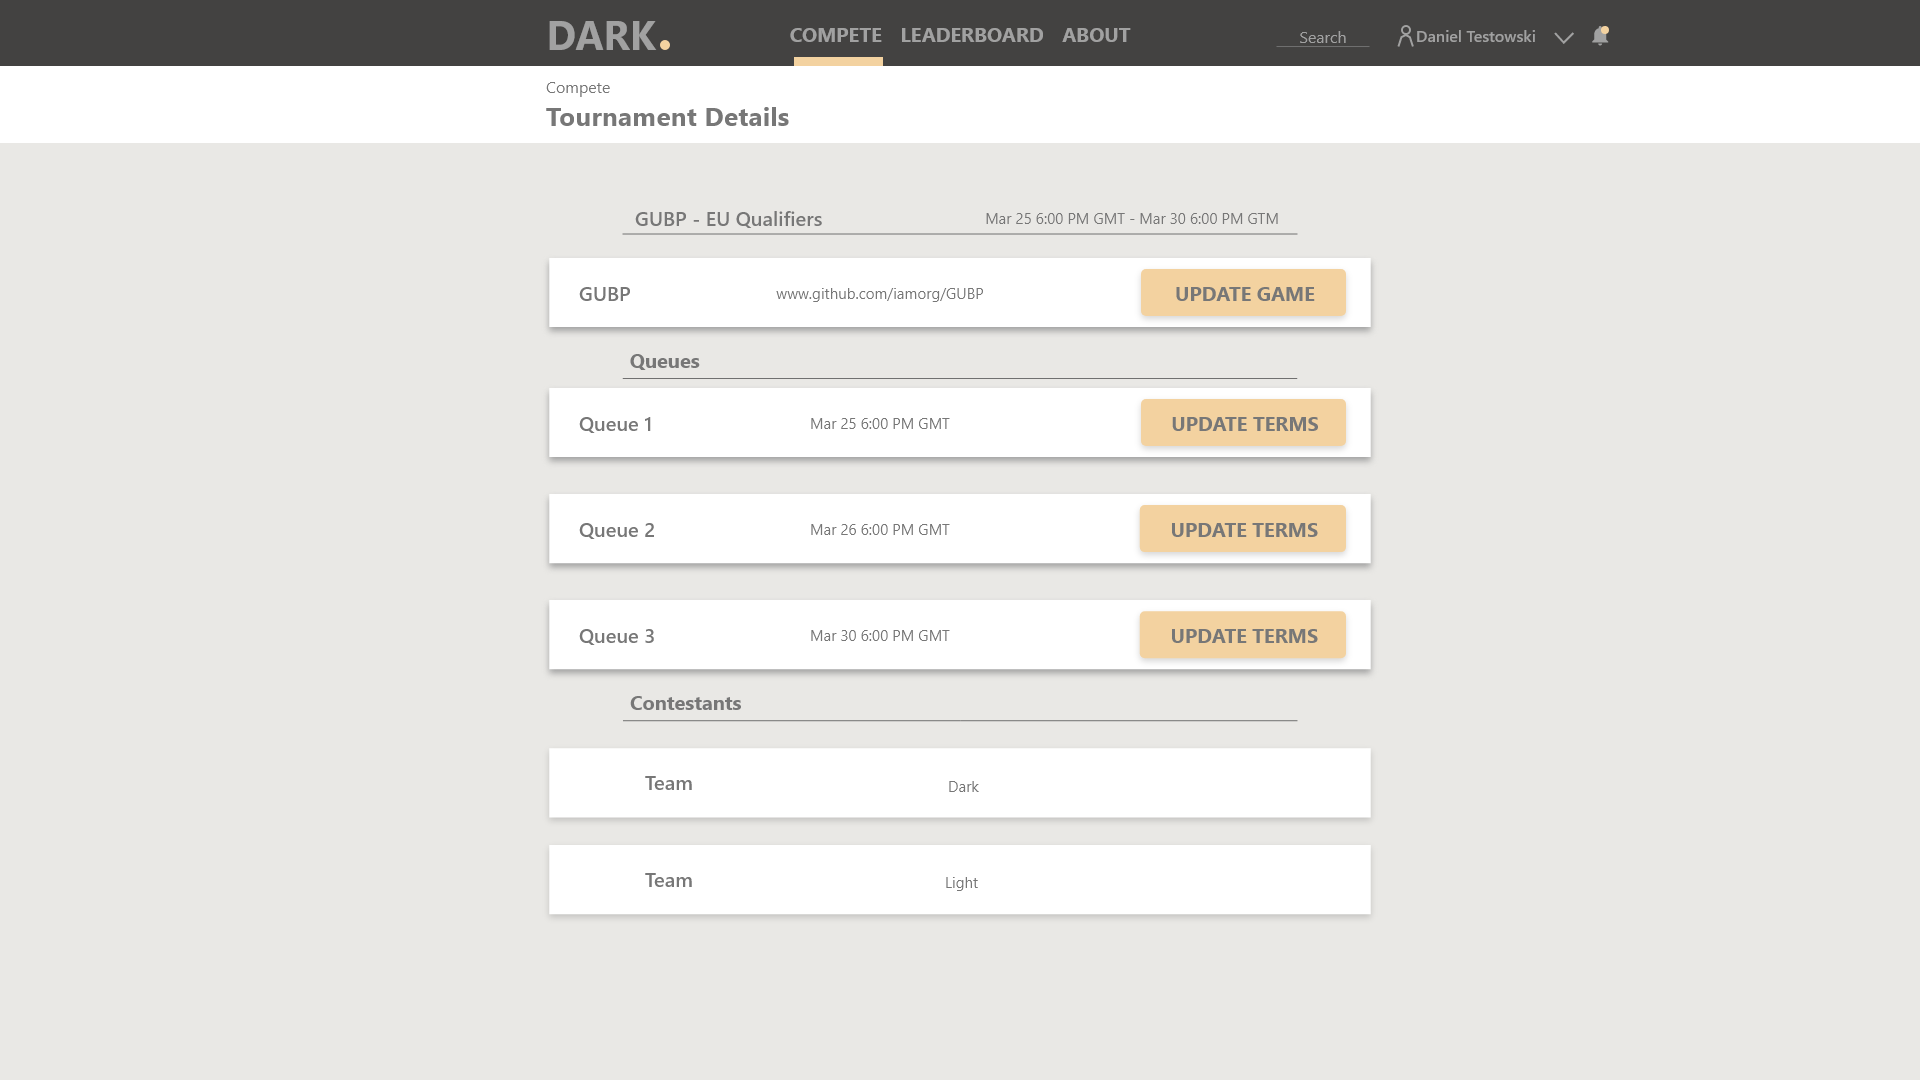 DARK. COMPETE LEADERBOARD ABOUT Search Daniel Testowski
Compete
Tournament Details
GUBP - EU Qualifiers Mar 25 6:00 PM GMT - Mar 30 6:00 PM GTM
GUBP www.github.com/iamorg/GUBP UPDATE GAME
Queues
Queue 1 Mar 25 6:00 PM GMT UPDATE TERMS
Queue 2 Mar 26 6:00 PM GMT UPDATE TERMS
Queue 3 Mar 30 6:00 PM GMT UPDATE TERMS
Contestants
Team Dark
Team Light